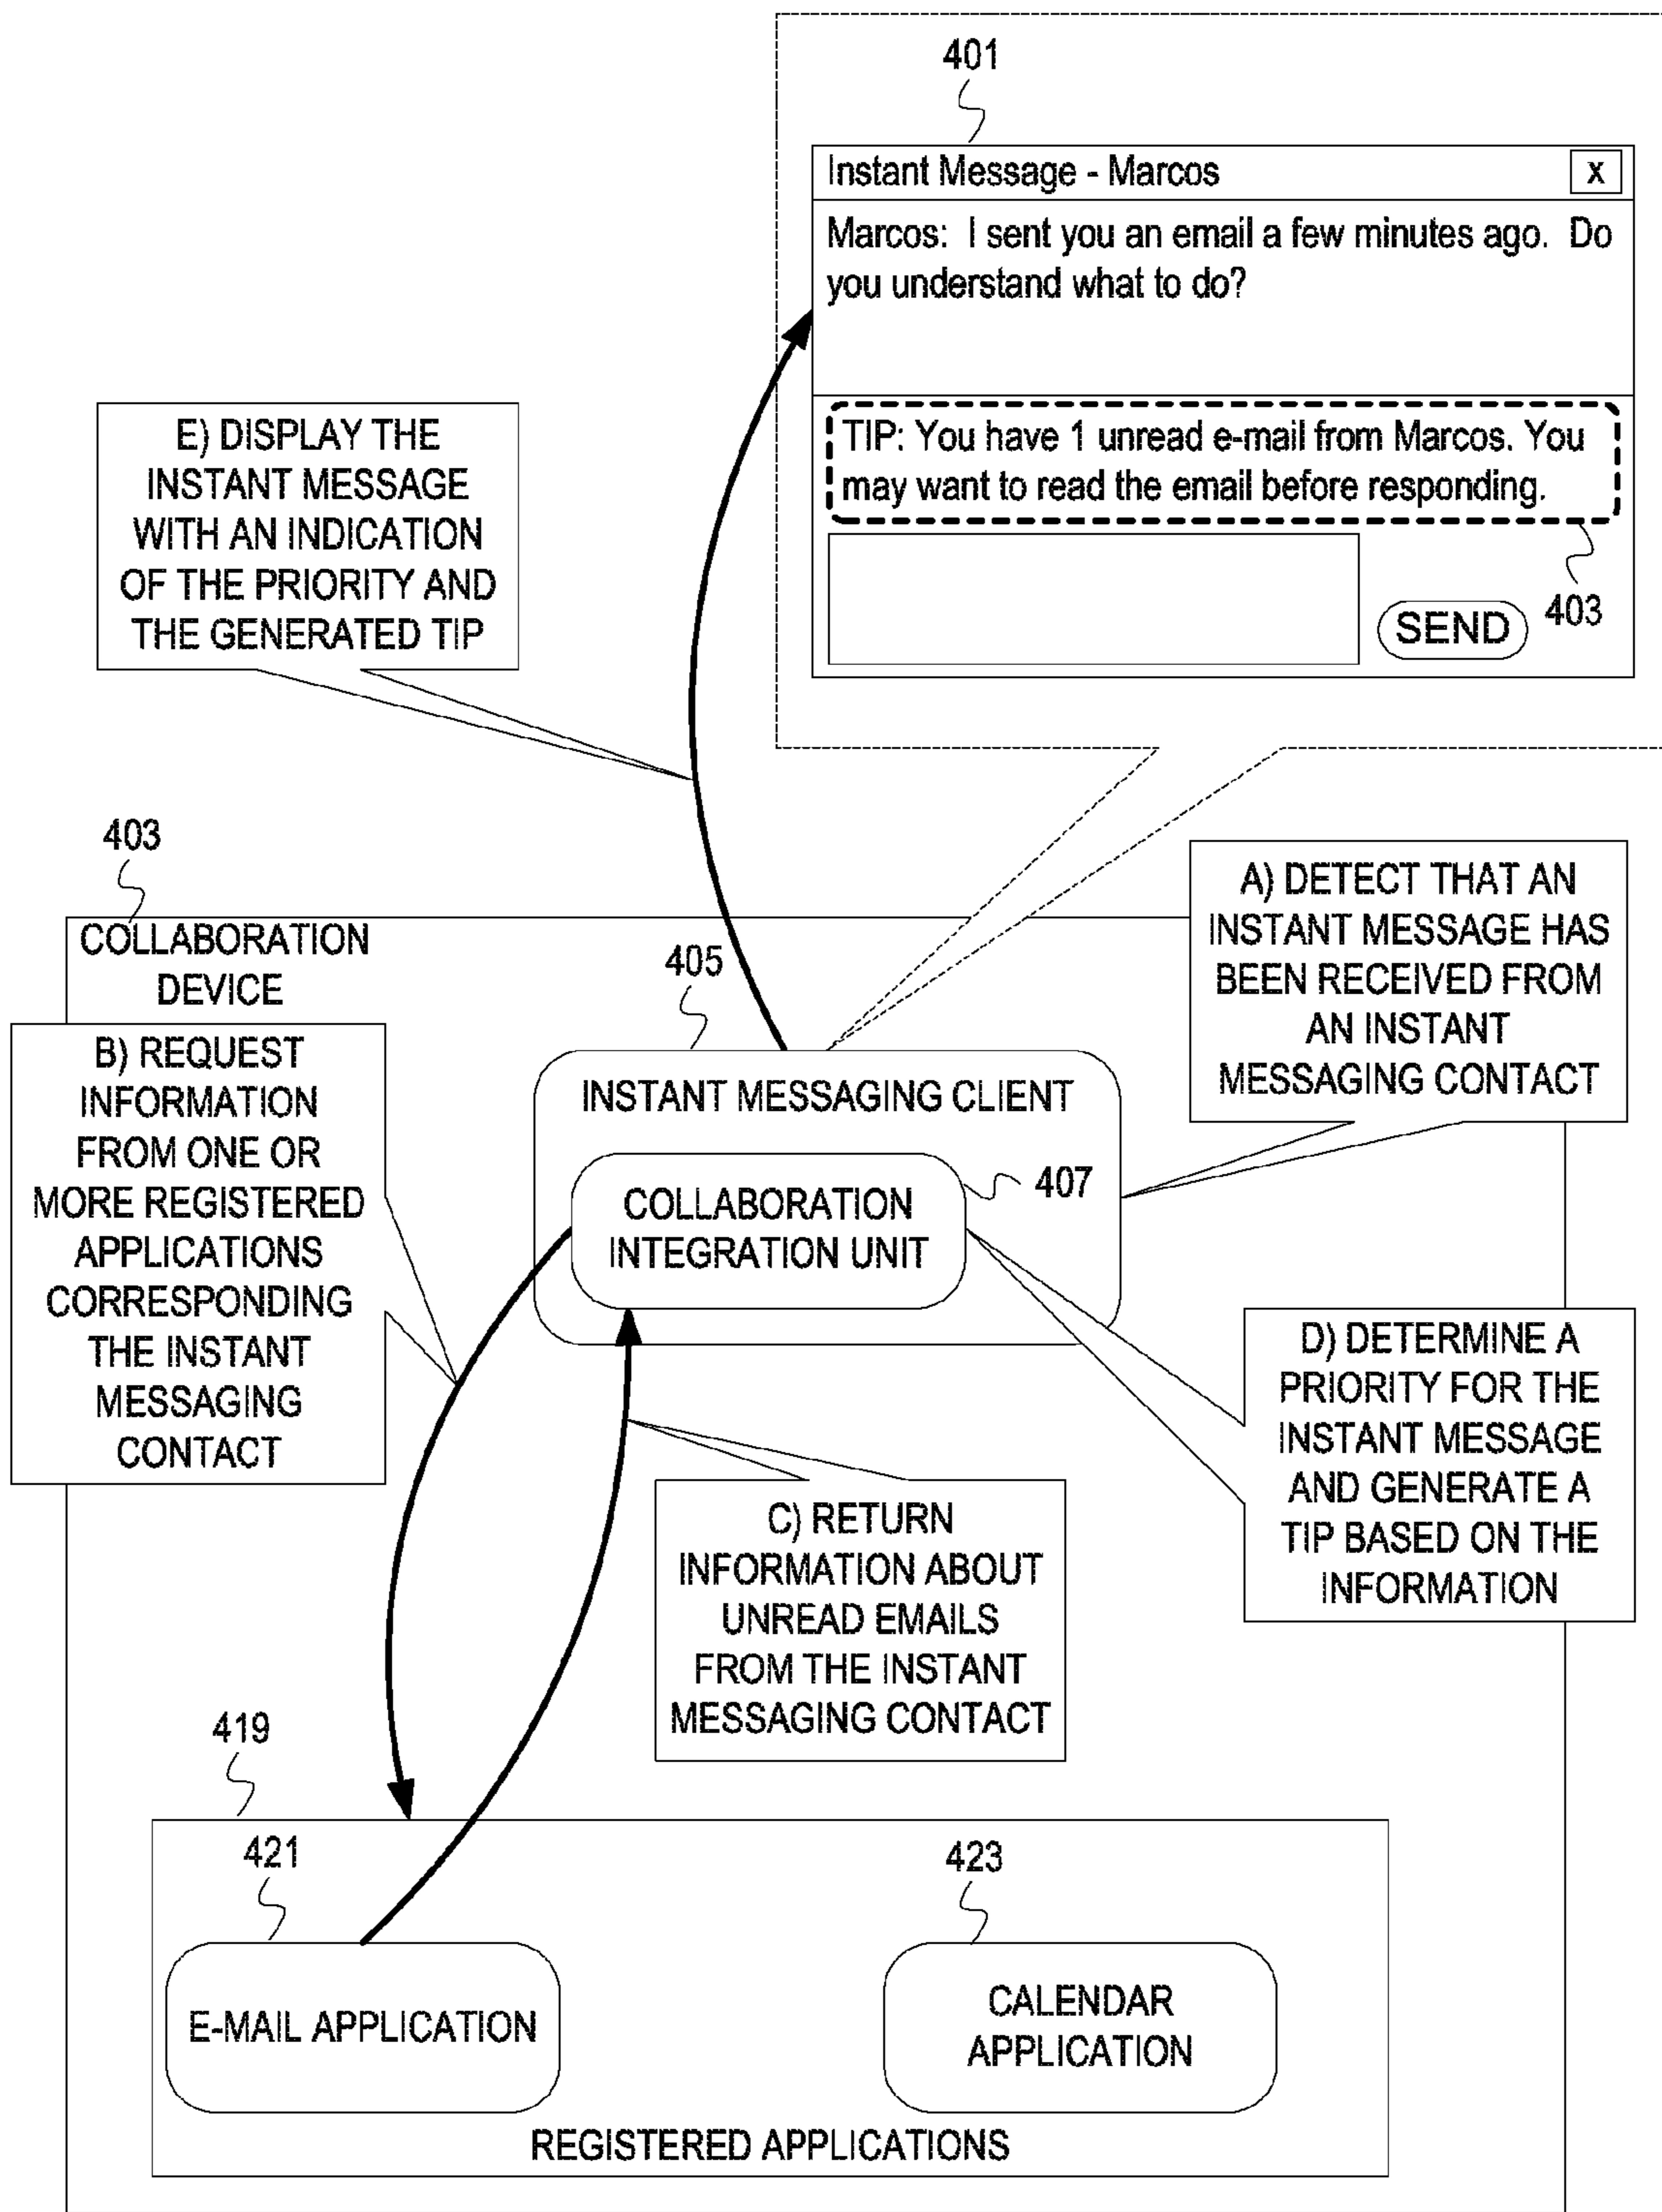 401
Instant Message - Marcos
X
Marcos:  I sent you an email a few minutes ago.  Do
you understand what to do?
TIP: You have 1 unread e-mail from Marcos. You
may want to read the email before responding.
SEND
403
E) DISPLAY THE
INSTANT MESSAGE
WITH AN INDICATION
OF THE PRIORITY AND
THE GENERATED TIP
403
COLLABORATION
DEVICE
A) DETECT THAT AN
INSTANT MESSAGE HAS
BEEN RECEIVED FROM
AN INSTANT
MESSAGING CONTACT
405
INSTANT MESSAGING CLIENT
B) REQUEST
INFORMATION
FROM ONE OR
MORE REGISTERED
APPLICATIONS
CORRESPONDING
THE INSTANT
MESSAGING
CONTACT
407
COLLABORATION
INTEGRATION UNIT
D) DETERMINE A
PRIORITY FOR THE
INSTANT MESSAGE
AND GENERATE A
TIP BASED ON THE
INFORMATION
C) RETURN
INFORMATION ABOUT
UNREAD EMAILS
FROM THE INSTANT
MESSAGING CONTACT
419
421
E-MAIL APPLICATION
423
CALENDAR
APPLICATION
REGISTERED APPLICATIONS